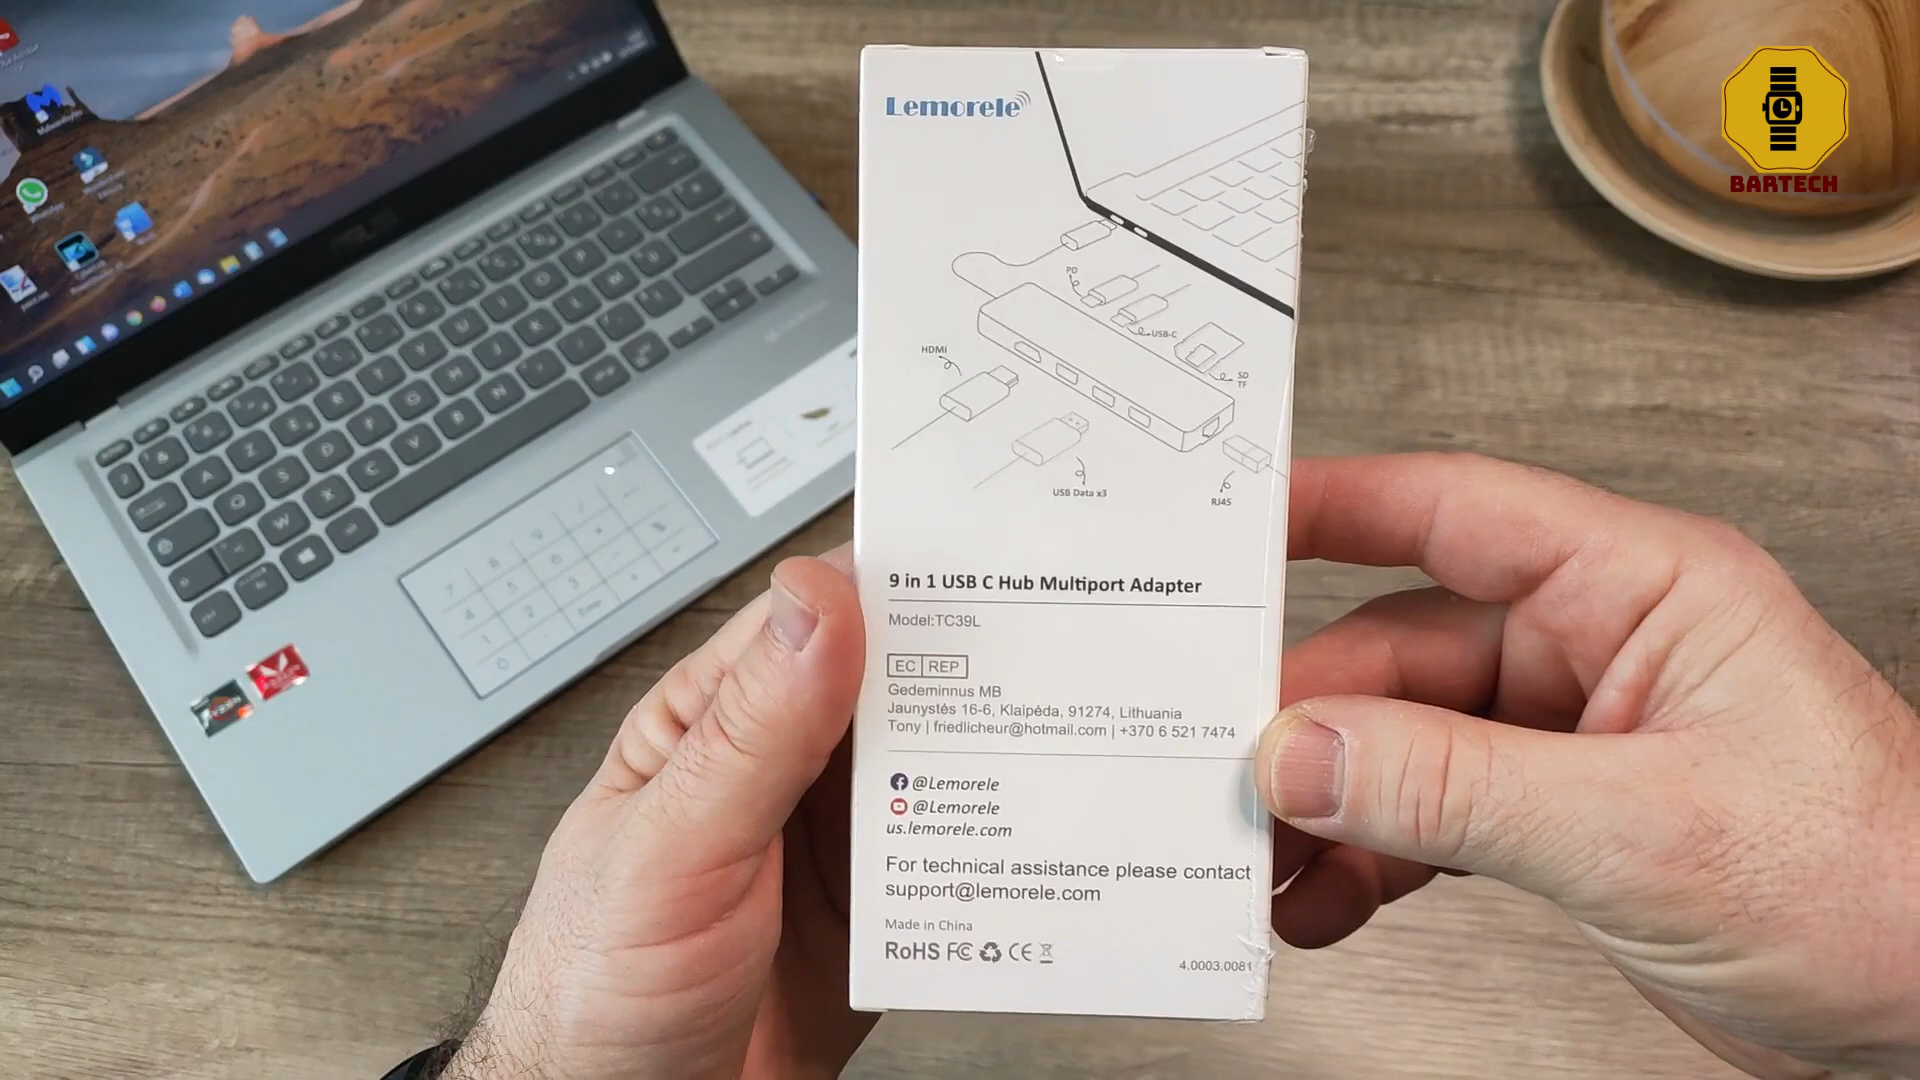 Lemorele
PD
USB-C
HDMI
SD
TF
USB Data x3
RJ45
9 in 1 USB C Hub Multiport Adapter
Model:TC39L
EC REP
Gedeminnus MB
Jaunystės 16-6, Klaipėda, 91274, Lithuania
Tony | friedlicheur@hotmail.com | +370 6 521 7474
@Lemorele
@Lemorele
us.lemorele.com
For technical assistance please contact
support@lemorele.com
Made in China
RoHS FC CE
4.0003.0081
BARTECH
RYZEN